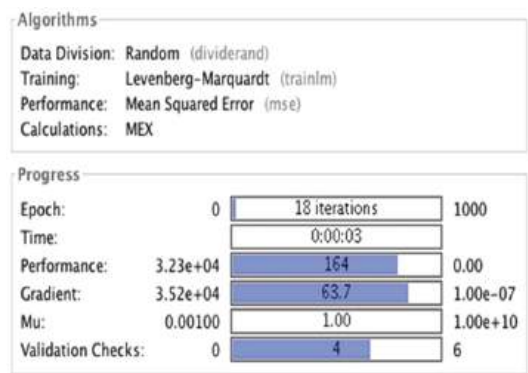 Algorithms
Data Division: Random (dividerand)
Training: Levenberg-Marquardt (trainlm)
Performance: Mean Squared Error (mse)
Calculations: MEX
Progress
Epoch: 0 18 iterations 1000
Time: 0:00:03
Performance: 3.23e+04 164 0.00
Gradient: 3.52e+04 63.7 1.00e-07
Mu: 0.00100 1.00 1.00e+10
Validation Checks: 0 4 6